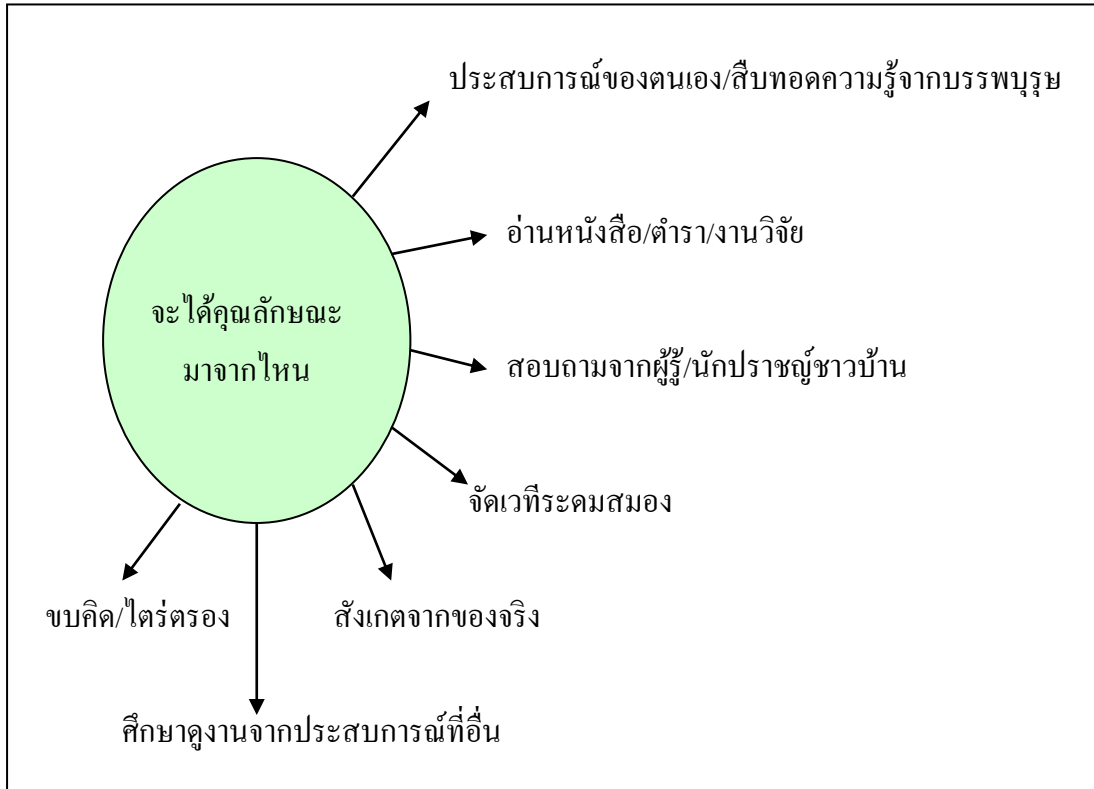 ประสบการณ์ของตนเอง/สืบทอดความรู้จากบรรพบุรุษ
อ่านหนังสือ/ตำรา/งานวิจัย
จะได้คุณลักษณะ
มาจากไหน
สอบถามจากผู้รู้/นักปราชญ์ชาวบ้าน
จัดเวทีระดมสมอง
ขบคิด/ไตร่ตรอง
สังเกตจากของจริง
ศึกษาดูงานจากประสบการณ์ที่อื่น